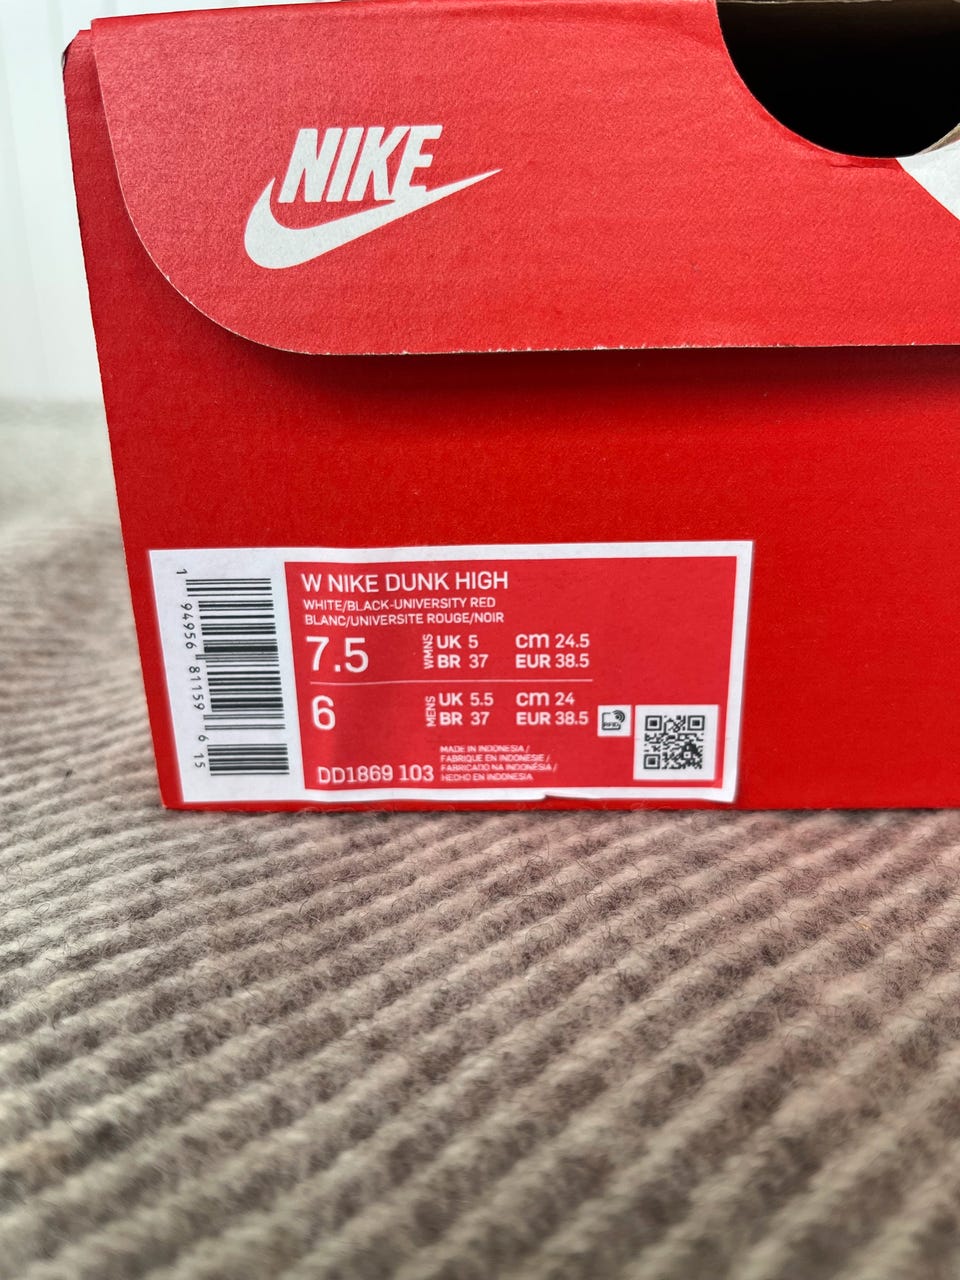 NIKE
W NIKE DUNK HIGH
WHITE/BLACK-UNIVERSITY RED
BLANC/UNIVERSITE ROUGE/NOIR
7.5 WMNS UK 5 cm 24.5
BR 37 EUR 38.5
6 MENS UK 5.5 cm 24
BR 37 EUR 38.5
DD1869 103
MADE IN INDONESIA /
FABRIQUE EN INDONESIE /
FABRICADO NA INDONÉSIA /
HECHO EN INDONESIA
RFID
1 94956 81159 6 15